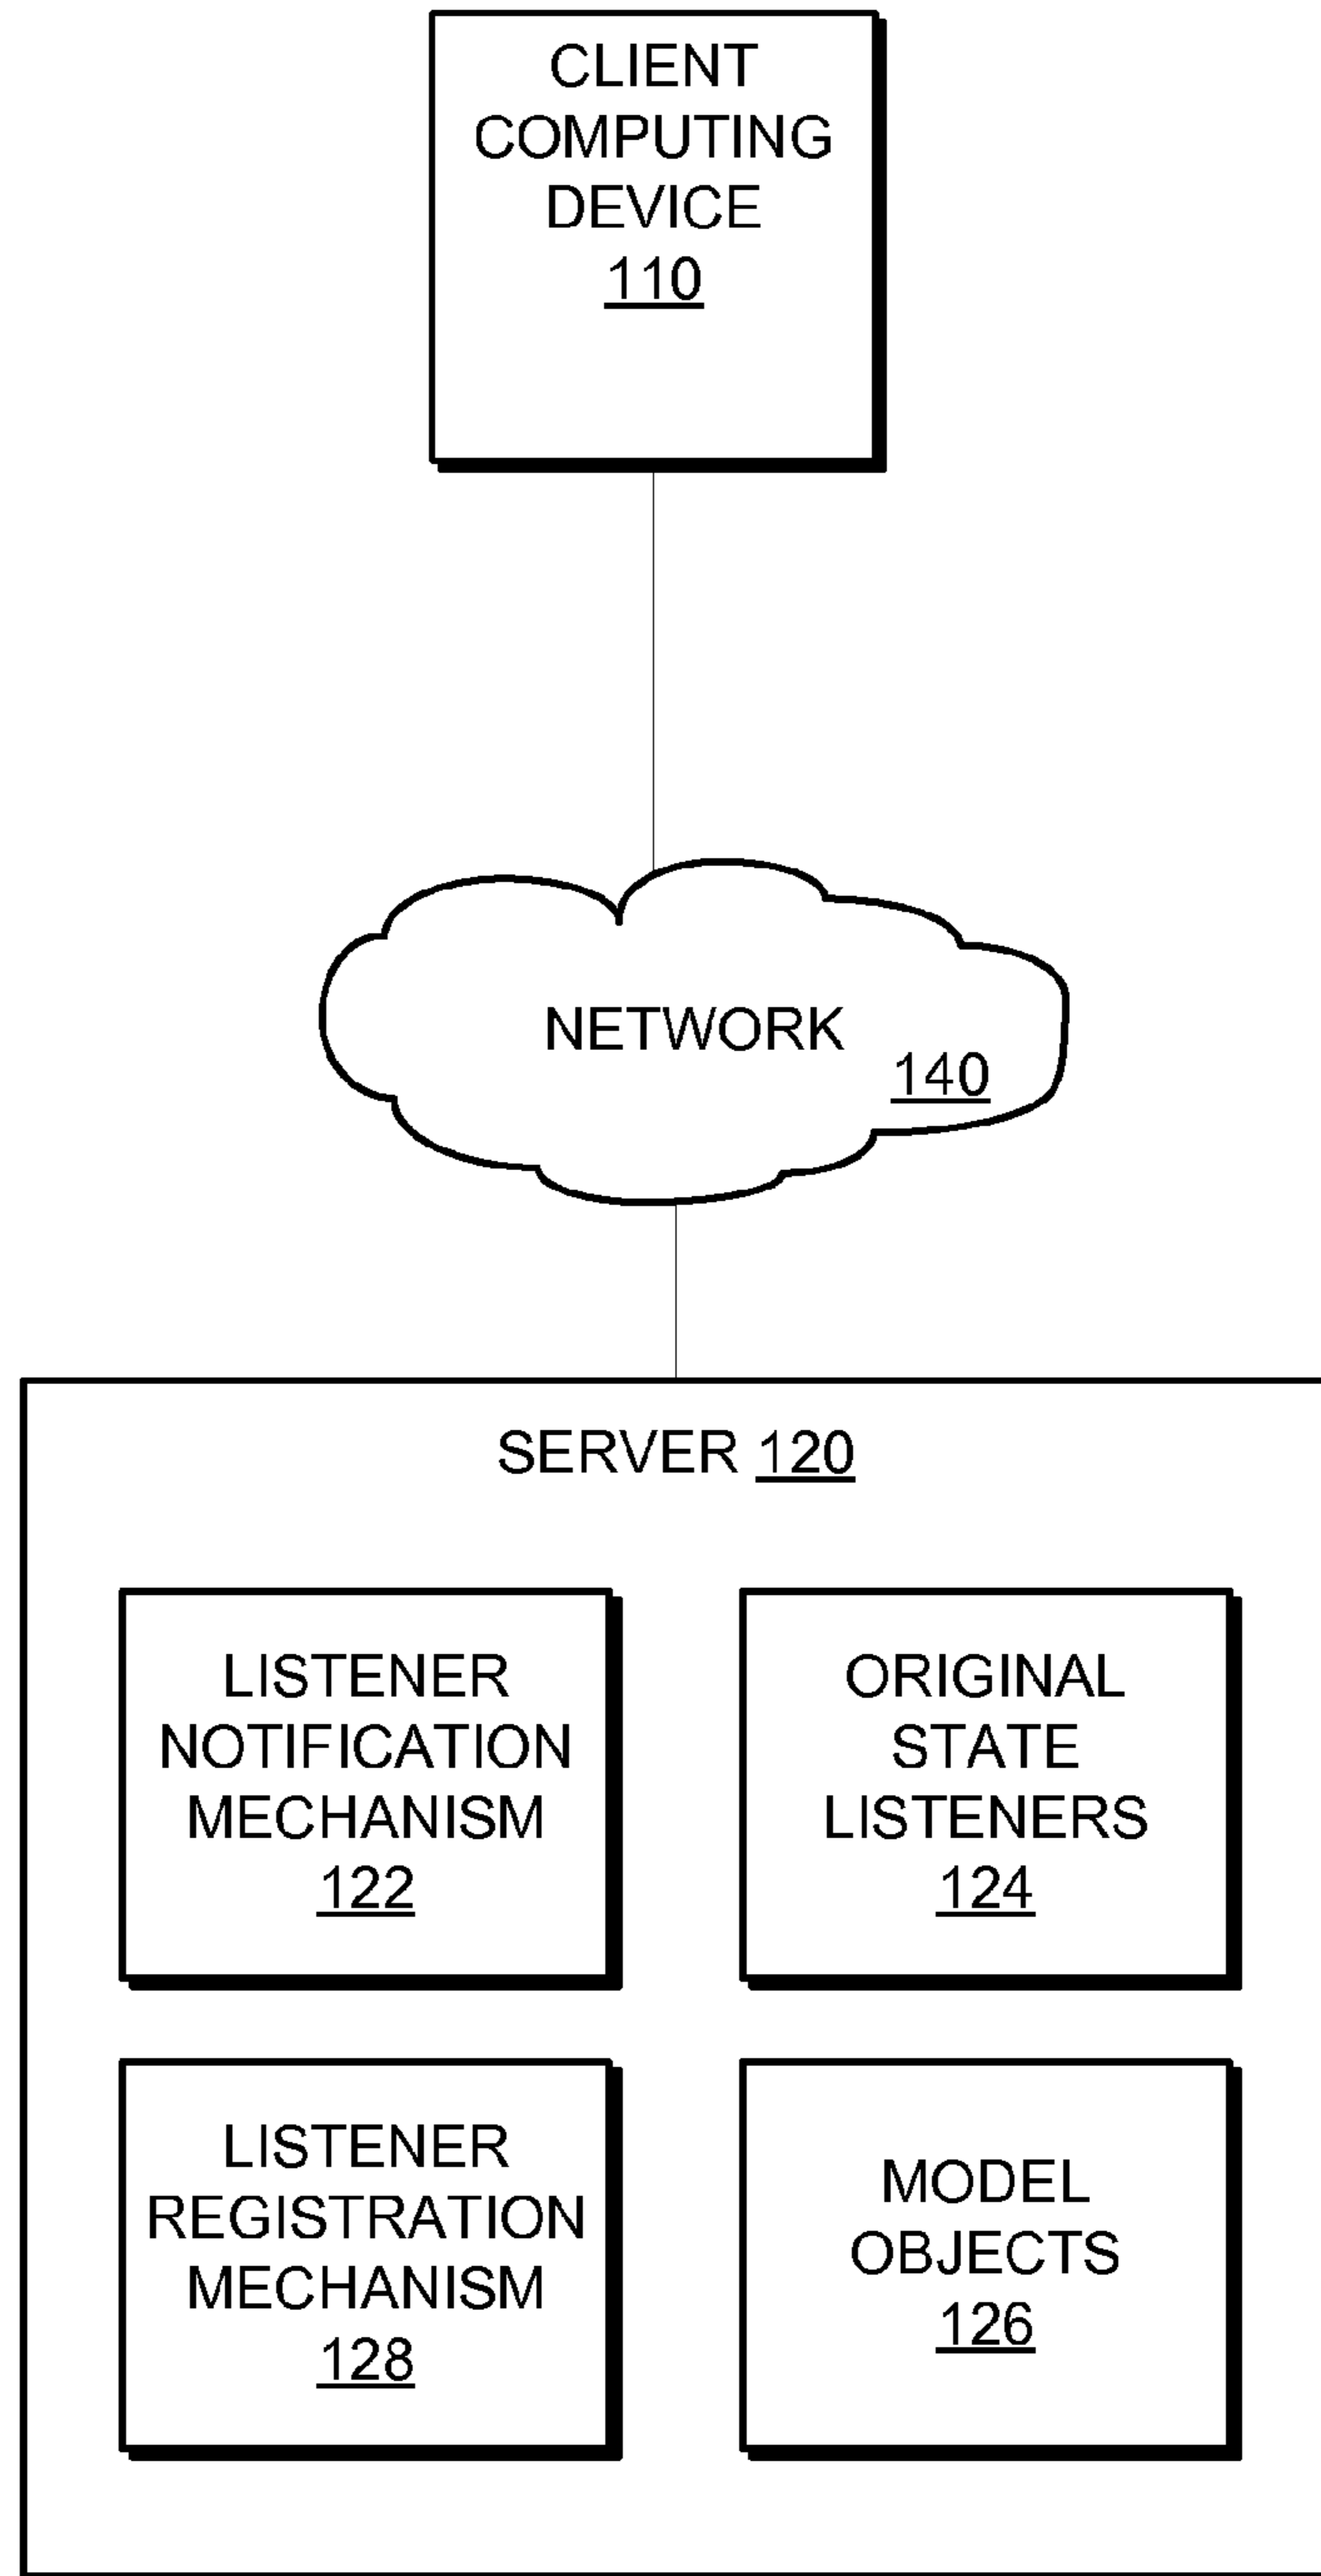 CLIENT
COMPUTING
DEVICE
110
NETWORK
140
SERVER 120
LISTENER
NOTIFICATION
MECHANISM
122
ORIGINAL
STATE
LISTENERS
124
LISTENER
REGISTRATION
MECHANISM
128
MODEL
OBJECTS
126